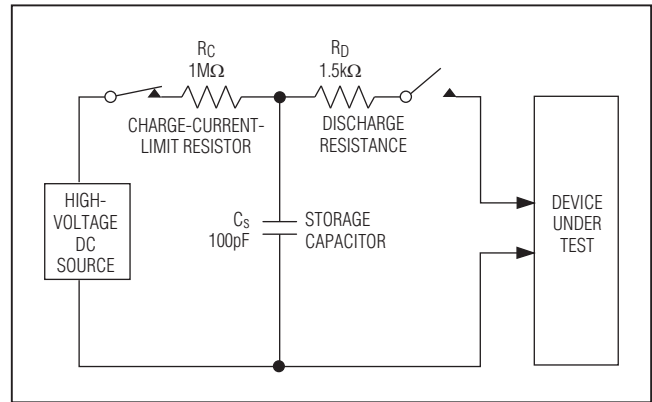 RC
1MΩ
CHARGE-CURRENT-
LIMIT RESISTOR
RD
1.5kΩ
DISCHARGE
RESISTANCE
HIGH-
VOLTAGE
DC
SOURCE
CS
100pF
STORAGE
CAPACITOR
DEVICE
UNDER
TEST